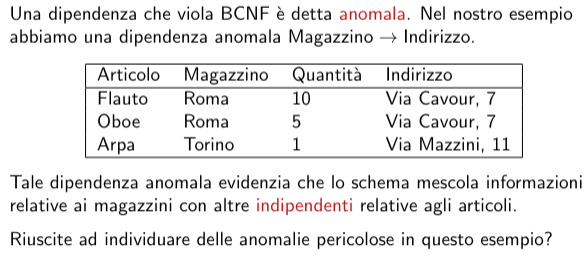 Una dipendenza che viola BCNF è detta anomala. Nel nostro esempio
abbiamo una dipendenza anomala Magazzino → Indirizzo.
Articolo Magazzino Quantità Indirizzo
Flauto Roma 10 Via Cavour, 7
Oboe Roma 5 Via Cavour, 7
Arpa Torino 1 Via Mazzini, 11
Tale dipendenza anomala evidenzia che lo schema mescola informazioni
relative ai magazzini con altre indipendenti relative agli articoli.
Riuscite ad individuare delle anomalie pericolose in questo esempio?